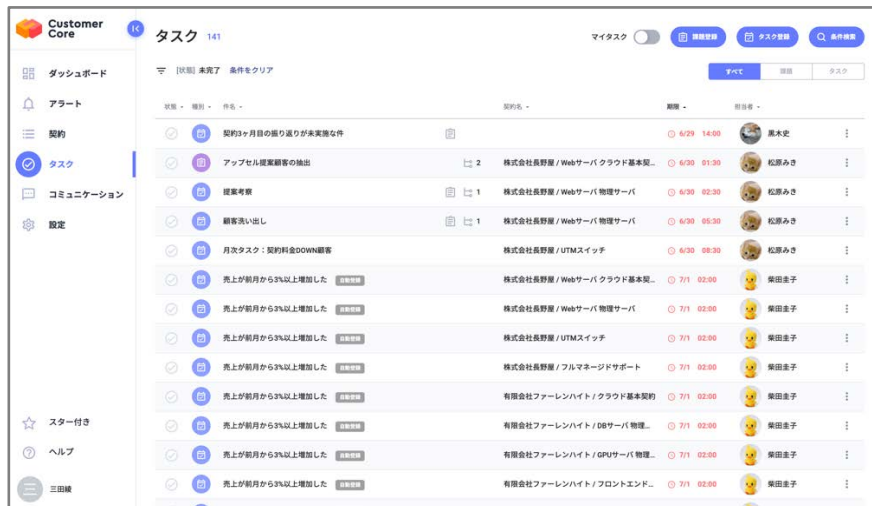 Customer
Core
タスク 141
マイタスク
課題登録
タスク登録
条件検索
ダッシュボード
アラート
契約
タスク
コミュニケーション
設定
スター付き
ヘルプ
三田綾
[状態] 未完了 条件をクリア
すべて 課題 タスク
状態 種別 件名 契約名 期限 担当者
契約3ヶ月目の振り返りが未実施な件 6/29 14:00 黒木史
アップセル提案顧客の抽出 2 株式会社長野屋 / Webサーバ クラウド基本契... 6/30 01:30 松原みき
提案考察 1 株式会社長野屋 / Webサーバ 物理サーバ 6/30 02:30 松原みき
顧客洗い出し 1 株式会社長野屋 / Webサーバ 物理サーバ 6/30 05:30 松原みき
月次タスク：契約料金DOWN顧客 株式会社長野屋 / UTMスイッチ 6/30 08:30 松原みき
売上が前月から3%以上増加した 自動登録 株式会社長野屋 / Webサーバ クラウド基本契... 7/1 02:00 柴田圭子
売上が前月から3%以上増加した 自動登録 株式会社長野屋 / Webサーバ 物理サーバ 7/1 02:00 柴田圭子
売上が前月から3%以上増加した 自動登録 株式会社長野屋 / UTMスイッチ 7/1 02:00 柴田圭子
売上が前月から3%以上増加した 自動登録 株式会社長野屋 / フルマネージドサポート 7/1 02:00 柴田圭子
売上が前月から3%以上増加した 自動登録 有限会社ファーレンハイト / クラウド基本契約 7/1 02:00 柴田圭子
売上が前月から3%以上増加した 自動登録 有限会社ファーレンハイト / DBサーバ 物理... 7/1 02:00 柴田圭子
売上が前月から3%以上増加した 自動登録 有限会社ファーレンハイト / GPUサーバ 物理... 7/1 02:00 柴田圭子
売上が前月から3%以上増加した 自動登録 有限会社ファーレンハイト / フロントエンド... 7/1 02:00 柴田圭子